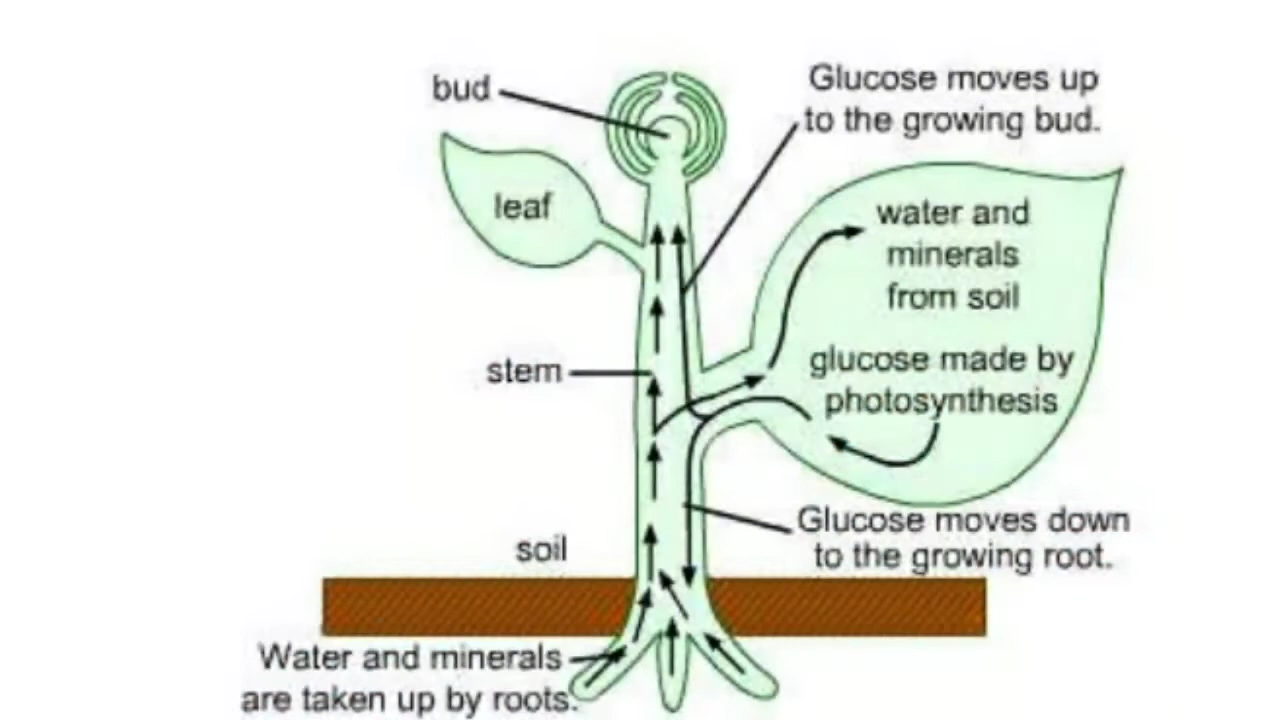 bud
Glucose moves up
to the growing bud.
leaf
water and
minerals
from soil
stem
glucose made by
photosynthesis
Glucose moves down
to the growing root.
soil
Water and minerals
are taken up by roots.